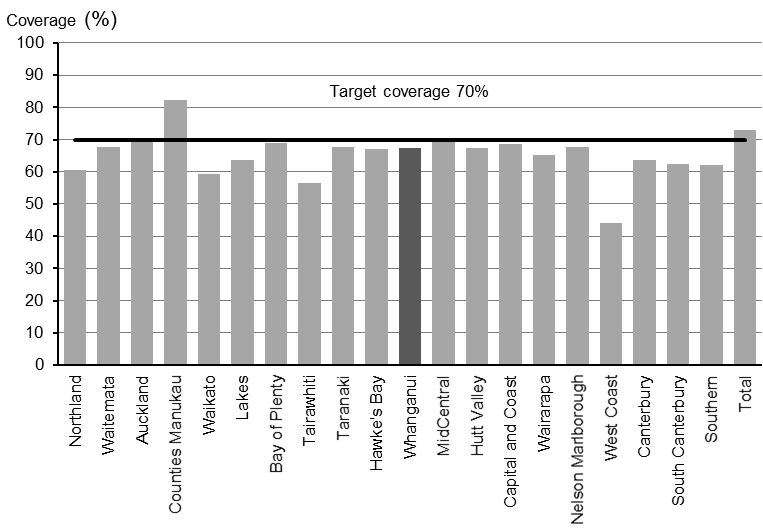 Coverage (%)
100
90
80
70
60
50
40
30
20
10
0
Target coverage 70%
Northland
Waitemata
Auckland
Counties Manukau
Waikato
Lakes
Bay of Plenty
Tairawhiti
Taranaki
Hawke's Bay
Whanganui
MidCentral
Hutt Valley
Capital and Coast
Wairarapa
Nelson Marlborough
West Coast
Canterbury
South Canterbury
Southern
Total